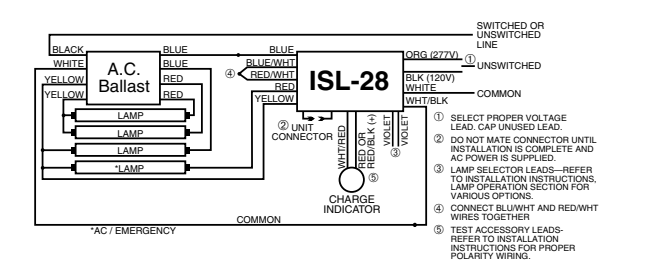 SWITCHED OR
UNSWITCHED
LINE
BLACK
BLUE
BLUE
ORG (277V)
①
WHITE
BLUE
BLUE/WHT
UNSWITCHED
A.C.
Ballast
④
RED/WHT
ISL-28
BLK (120V)
YELLOW
RED
RED
WHITE
COMMON
YELLOW
RED
YELLOW
WHT/BLK
LAMP
LAMP
LAMP
*LAMP
② UNIT
CONNECTOR
WHT/RED
RED OR
RED/BLK (+)
VIOLET
VIOLET
③
⑤
CHARGE
INDICATOR
COMMON
*AC / EMERGENCY
① SELECT PROPER VOLTAGE
LEAD. CAP UNUSED LEAD.
② DO NOT MATE CONNECTOR UNTIL
INSTALLATION IS COMPLETE AND
AC POWER IS SUPPLIED.
③ LAMP SELECTOR LEADS—REFER
TO INSTALLATION INSTRUCTIONS,
LAMP OPERATION SECTION FOR
VARIOUS OPTIONS.
④ CONNECT BLU/WHT AND RED/WHT
WIRES TOGETHER
⑤ TEST ACCESSORY LEADS-
REFER TO INSTALLATION
INSTRUCTIONS FOR PROPER
POLARITY WIRING.